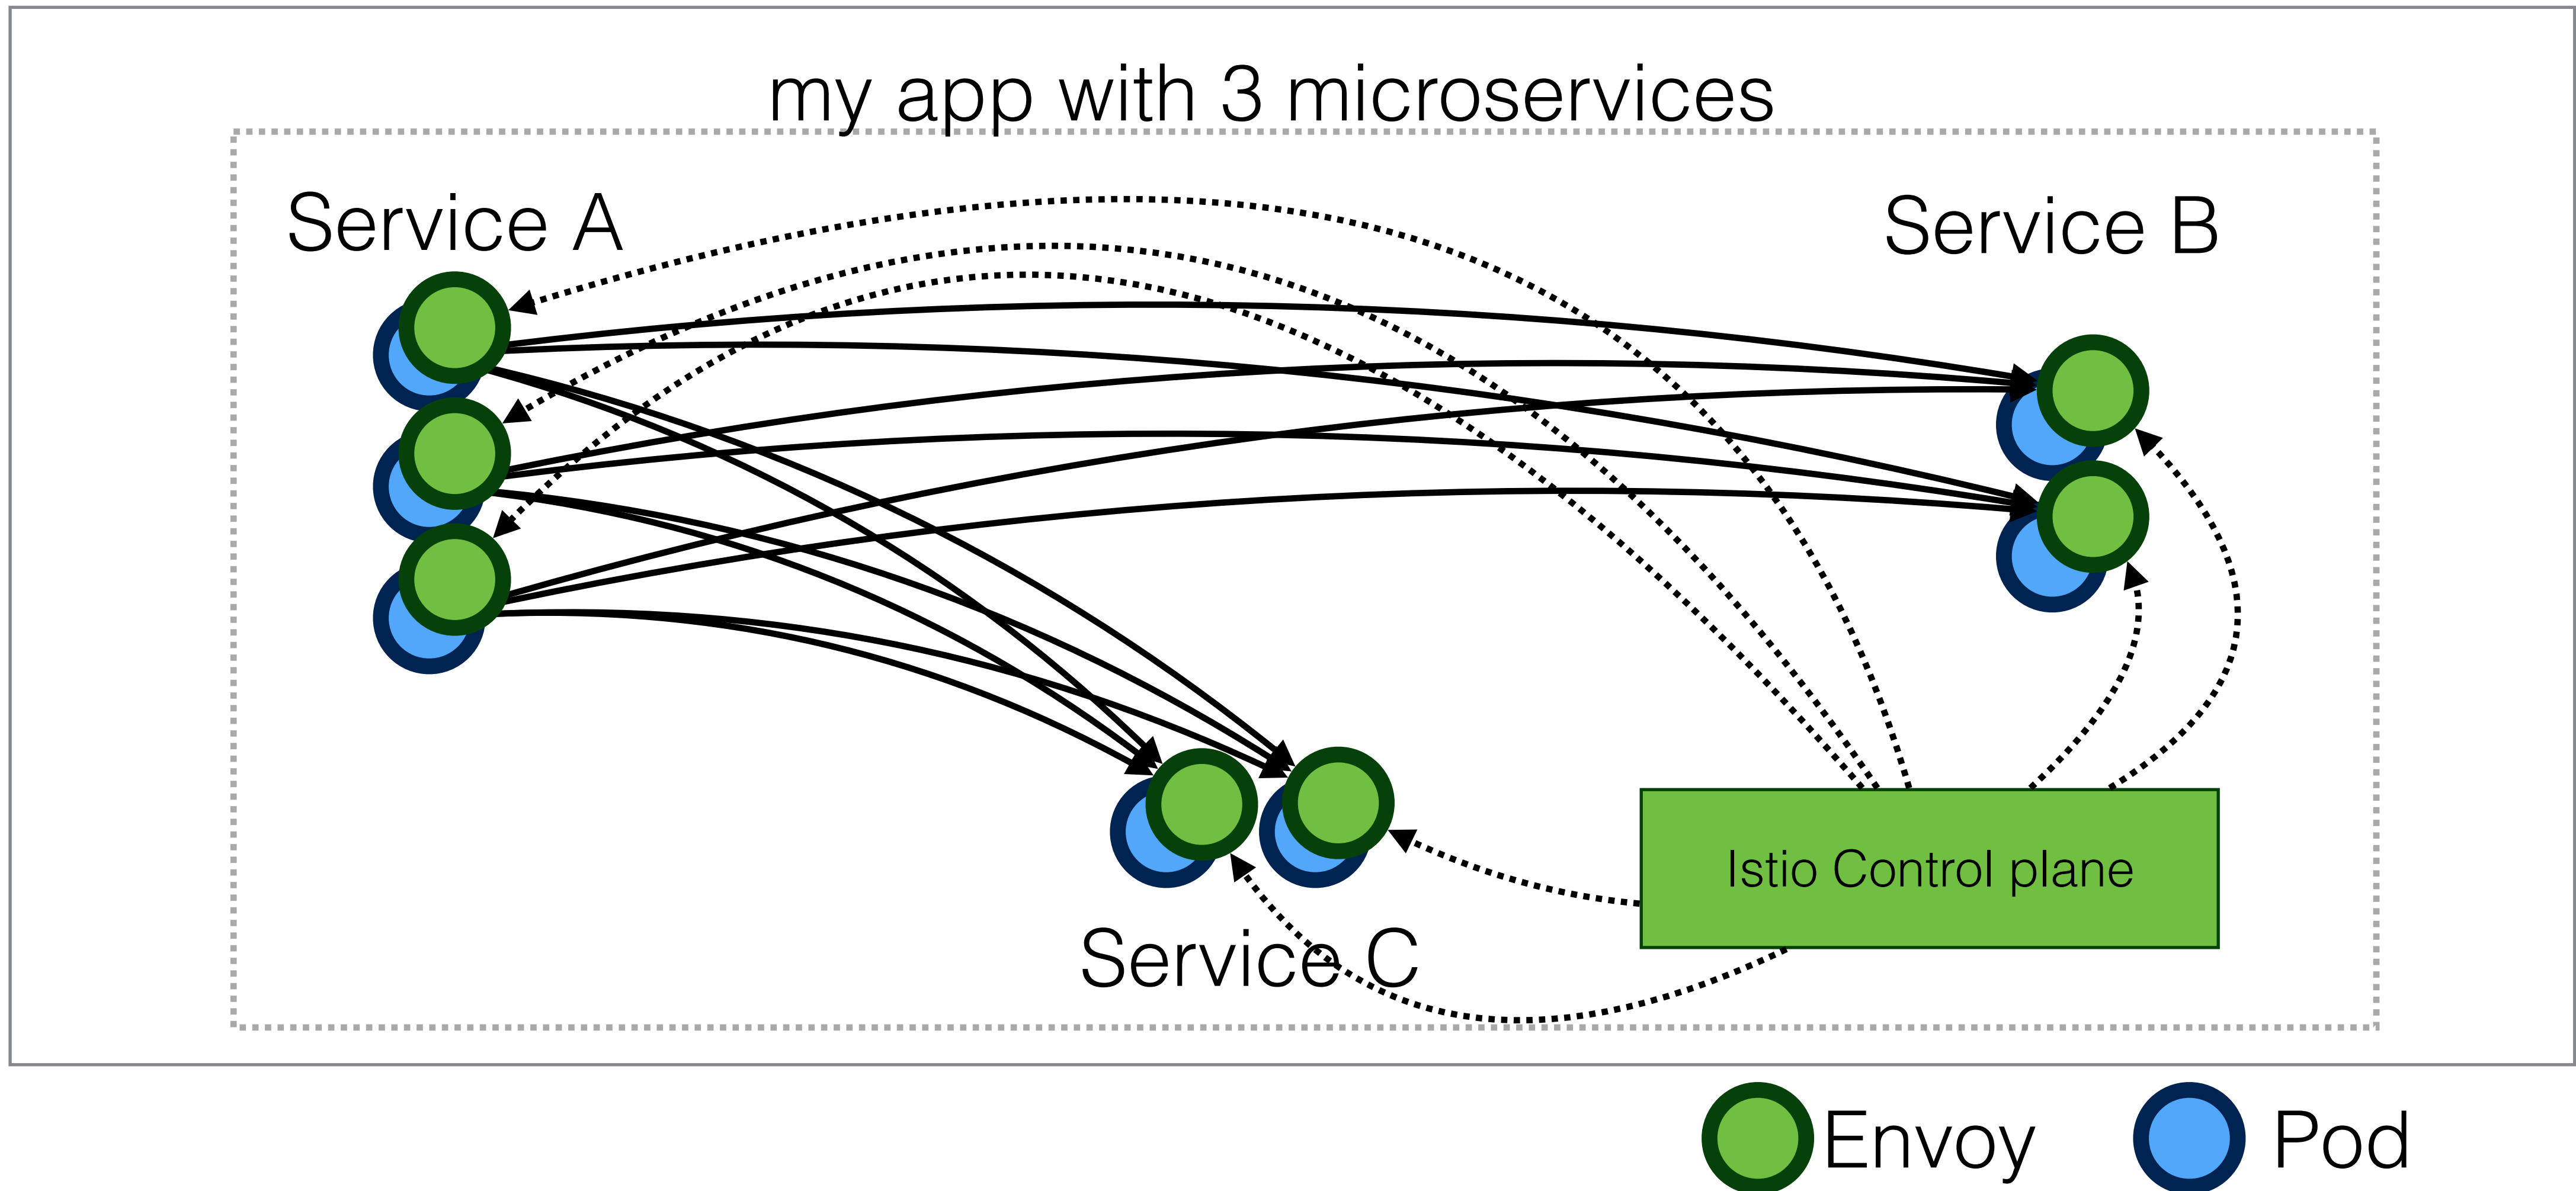 my app with 3 microservices
Service A
Service B
Istio Control plane
Service C
Envoy
Pod